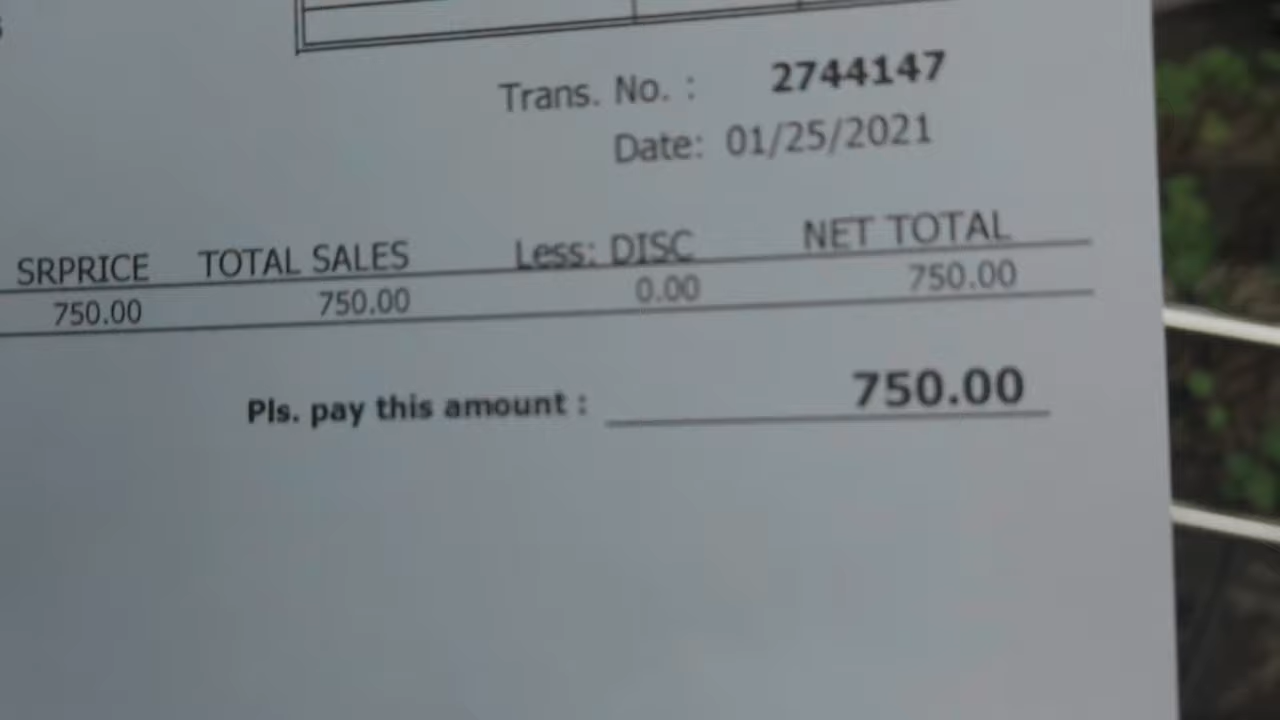 Trans. No. : 2744147
Date: 01/25/2021
SRPRICE TOTAL SALES Less: DISC NET TOTAL
750.00 750.00 0.00 750.00
Pls. pay this amount : 750.00